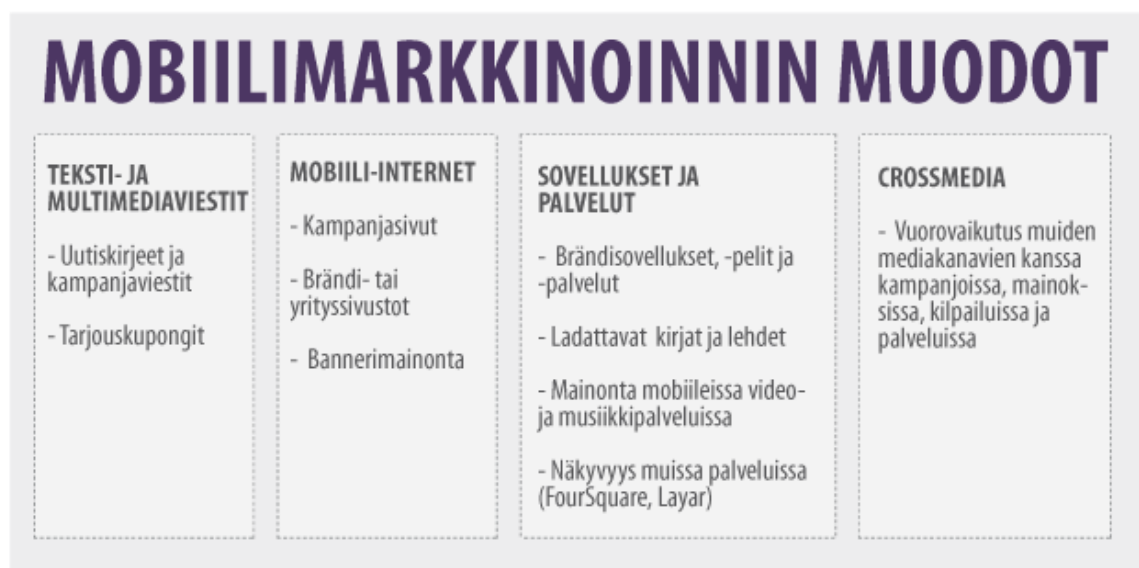 MOBIILIMARKKINOINNIN MUODOT
TEKSTI- JA
MULTIMEDIAVIESTIT
- Uutiskirjeet ja
kampanjaviestit
- Tarjouskupongit
MOBIILI-INTERNET
- Kampanjasivut
- Brändi- tai
yrityssivustot
- Bannerimainonta
SOVELLUKSET JA
PALVELUT
- Brändisovellukset, -pelit ja
-palvelut
- Ladattavat kirjat ja lehdet
- Mainonta mobiileissa video-
ja musiikkipalveluissa
- Näkyvyys muissa palveluissa
(FourSquare, Layar)
CROSSMEDIA
- Vuorovaikutus muiden
mediakanavien kanssa
kampanjoissa, mainok-
sissa, kilpailuissa ja
palveluissa